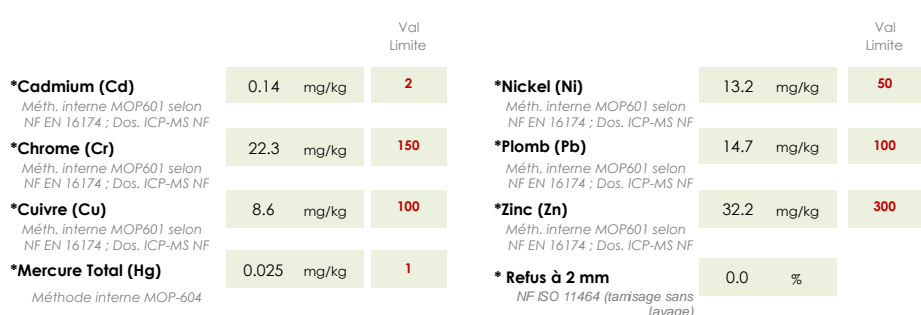 Val
Limite
*Cadmium (Cd) 0.14 mg/kg 2
Méth. interne MOP601 selon
NF EN 16174 ; Dos. ICP-MS NF
*Chrome (Cr) 22.3 mg/kg 150
Méth. interne MOP601 selon
NF EN 16174 ; Dos. ICP-MS NF
*Cuivre (Cu) 8.6 mg/kg 100
Méth. interne MOP601 selon
NF EN 16174 ; Dos. ICP-MS NF
*Mercure Total (Hg) 0.025 mg/kg 1
Méthode interne MOP-604
Val
Limite
*Nickel (Ni) 13.2 mg/kg 50
Méth. interne MOP601 selon
NF EN 16174 ; Dos. ICP-MS NF
*Plomb (Pb) 14.7 mg/kg 100
Méth. interne MOP601 selon
NF EN 16174 ; Dos. ICP-MS NF
*Zinc (Zn) 32.2 mg/kg 300
Méth. interne MOP601 selon
NF EN 16174 ; Dos. ICP-MS NF
* Refus à 2 mm 0.0 %
NF ISO 11464 (tamisage sans
lavage)